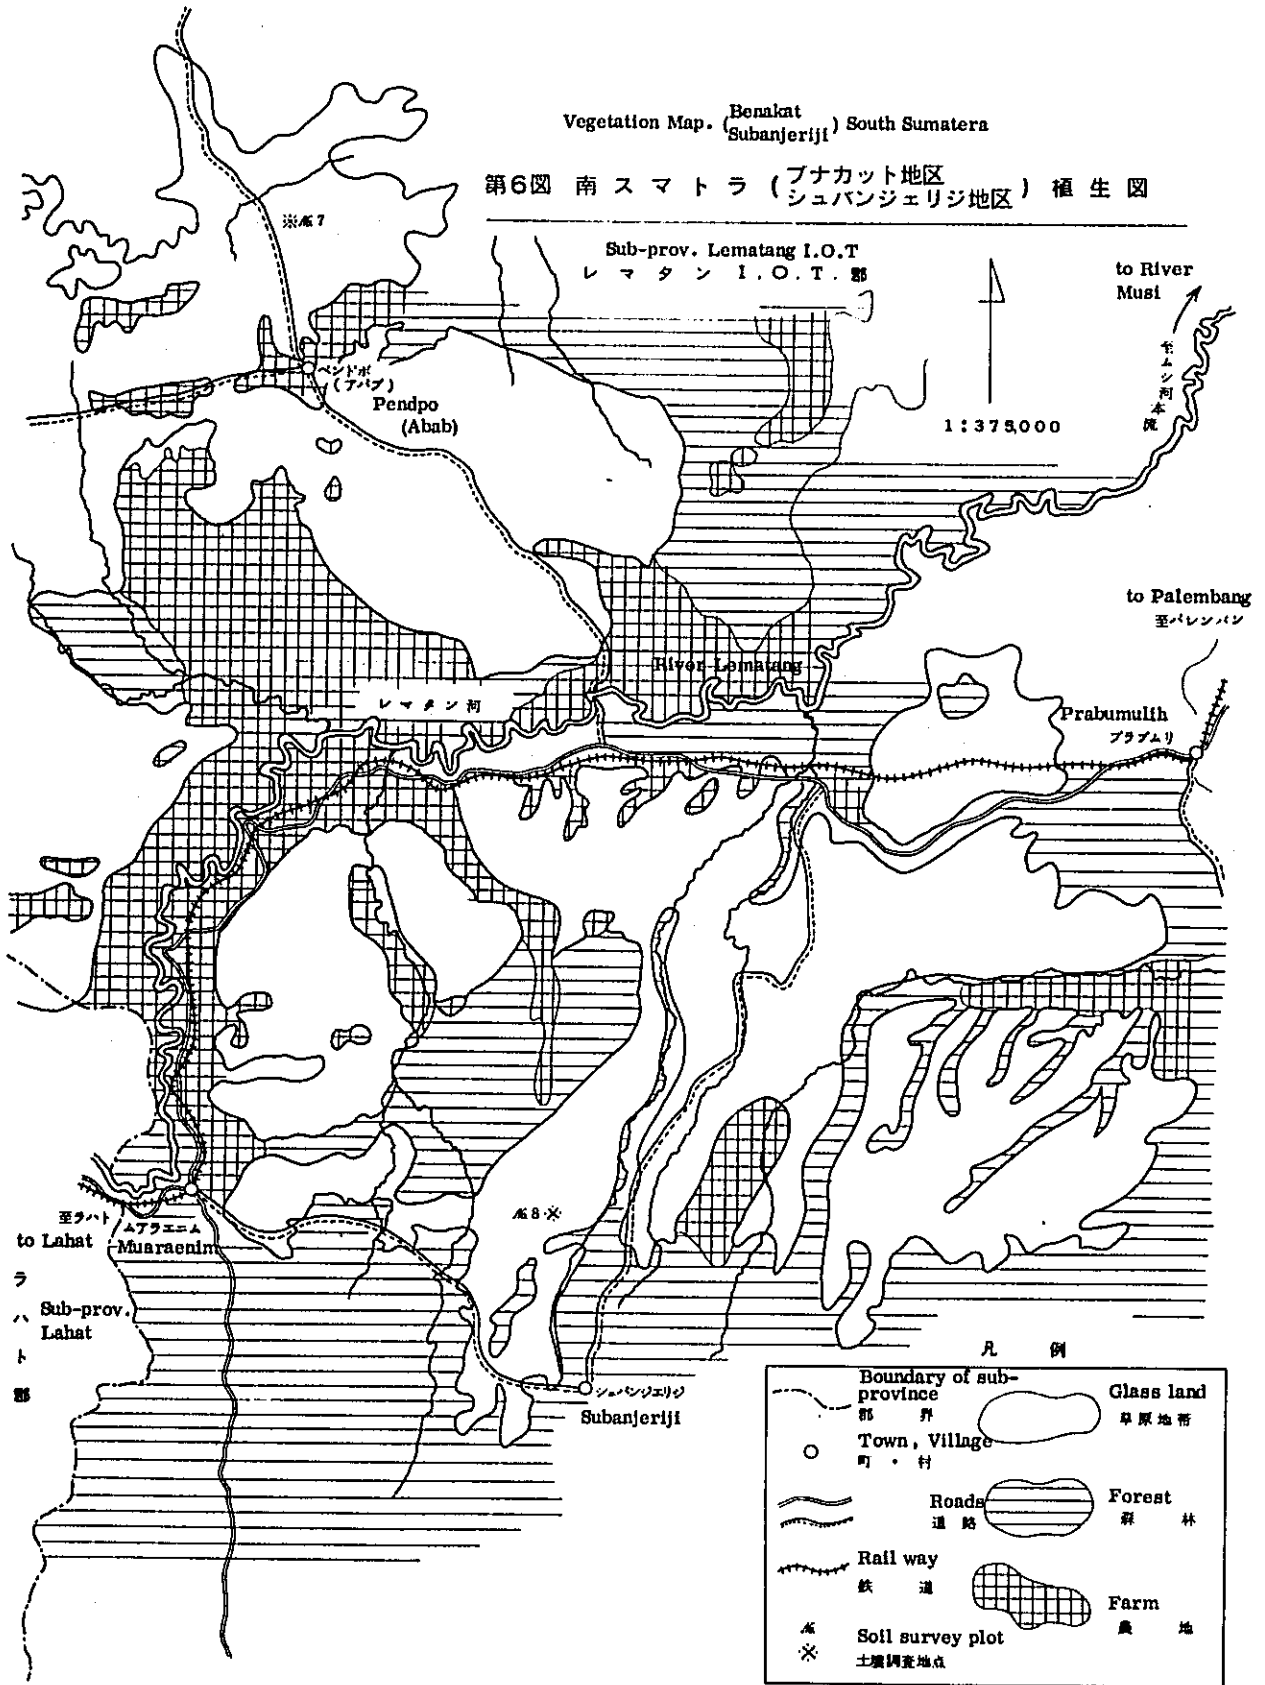 Vegetation Map. (Benakat Subanjeriji) South Sumatera
第6図 南スマトラ (ブナカット地区 シュバンジェリジ地区)植生図
Sub-prov. Lematang I.O.T
レマタン I.O.T.郡
to River
Musi
至ムシ河本流
※№7
1:375,000
ペンドポ
(アバブ)
Pendpo
(Abab)
to Palembang
至パレンバン
River Lematang
レマタン河
Prabumulih
プラブムリ
№8※
至ラハト
to Lahat
ムアラエニム
Muaraenim
ラハト郡
Sub-prov.
Lahat
シュバンジエリジ
Subanjeriji
凡例
Boundary of sub-
province
郡界
Glass land
草原地帯
Town, Village
町・村
Roads
道路
Forest
森林
Rail way
鉄道
Farm
農地
№
※
Soil survey plot
土壌調査地点